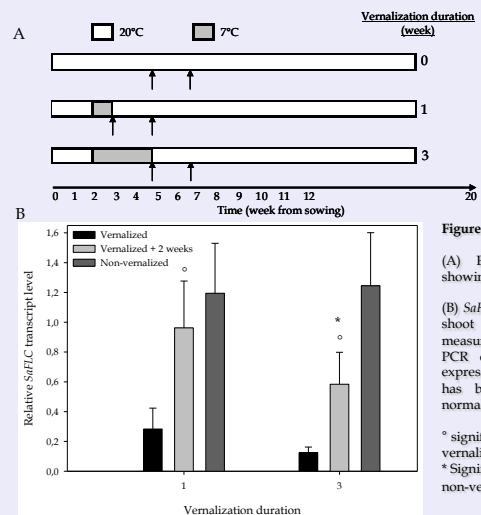 Vernalization duration
(week)
A
20°C
7°C
0
1
3
0 1 2 3 4 5 6 7 8 9 10 11 12 20
Time (week from sowing)
B
1,6
1,4
1,2
1,0
0,8
0,6
0,4
0,2
0,0
Relative SaFLC transcript level
Vernalized
Vernalized + 2 weeks
Non-vernalized
°
*
°
1 3
Vernalization duration
Figure
(A)
showin
(B) SaF
shoot
measu
PCR
expres
has b
norma
° signif
vernali
* Signif
non-ve